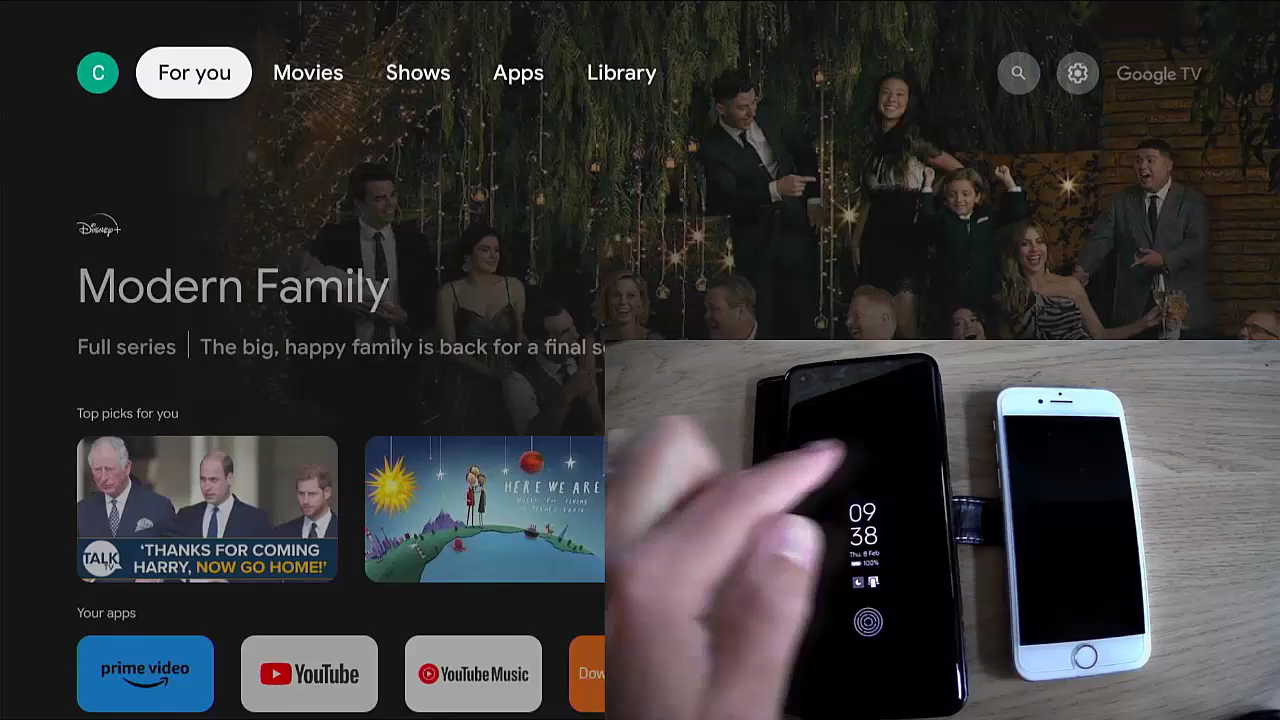 C
For you
Movies
Shows
Apps
Library
Google TV
Disney+
Modern Family
Full series
The big, happy family is back for a final s
Top picks for you
TALK
'THANKS FOR COMING
HARRY, NOW GO HOME!'
HERE WE ARE
Your apps
prime video
YouTube
YouTube Music
Dow
09
38
Thu. 8 Feb
100%